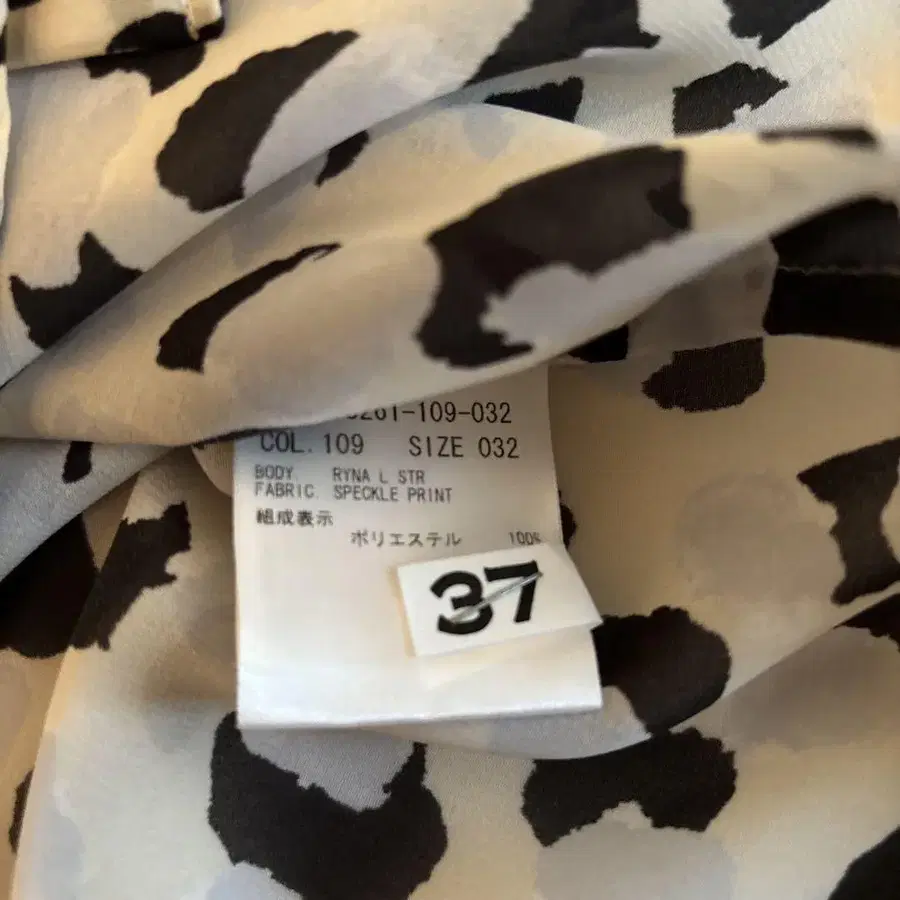 261-109-032
COL. 109 SIZE 032
BODY. RYNA L STR
FABRIC. SPECKLE PRINT
組成表示
ポリエステル 100%
37